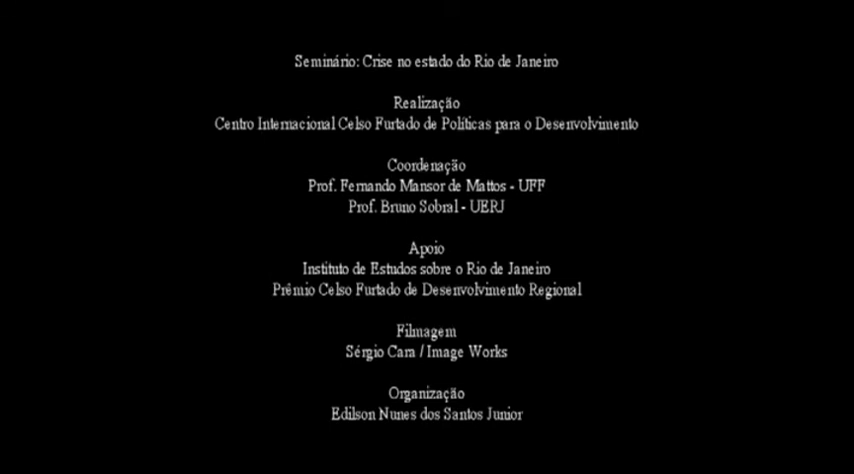 Seminário: Crise no estado do Rio de Janeiro
Realização
Centro Internacional Celso Furtado de Políticas para o Desenvolvimento
Coordenação
Prof. Fernando Mansor de Mattos - UFF
Prof. Bruno Sobral - UERJ
Apoio
Instituto de Estudos sobre o Rio de Janeiro
Prêmio Celso Furtado de Desenvolvimento Regional
Filmagem
Sérgio Cara / Image Works
Organização
Edilson Nunes dos Santos Junior